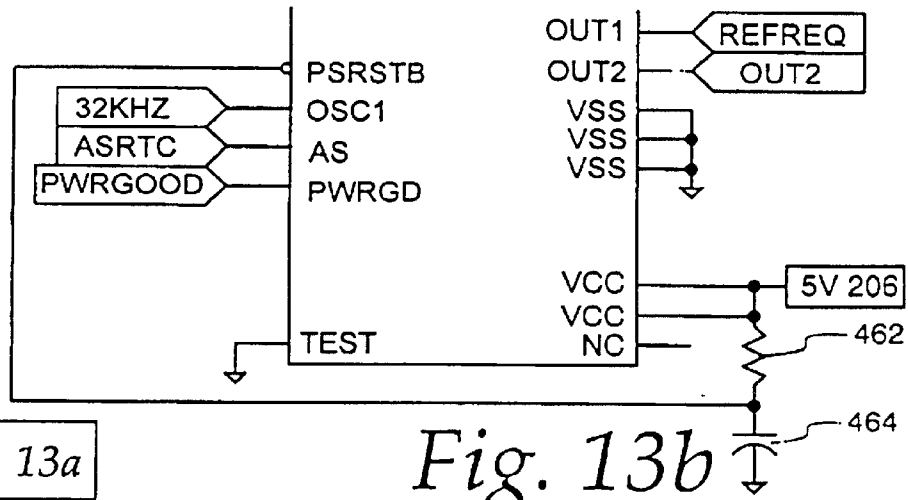 OUT1 REFREQ
PSRSTB OUT2 OUT2
32KHZ OSC1 VSS
ASRTC AS VSS
PWRGOOD PWRGD VSS
VCC 5V 206
VCC
TEST NC 462
464
13a Fig. 13b